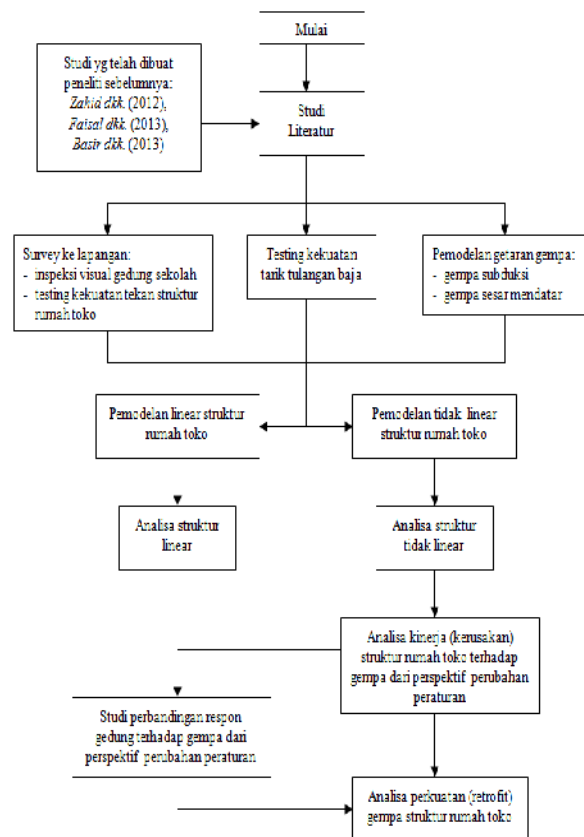 Mulai
Studi yg telah dibuat
peneliti sebelumnya:
Zahid dkk. (2012),
Faisal dkk. (2013),
Basir dkk. (2013)
Studi
Literatur
Survey ke lapangan:
- inspeksi visual gedung sekolah
- testing kekuatan tekan struktur
rumah toko
Testing kekuatan
tarik tulangan baja
Pemodelan getaran gempa:
- gempa subduksi
- gempa sesar mendatar
Pemodelan linear struktur
rumah toko
Pemodelan tidak linear
struktur rumah toko
Analisa struktur
linear
Analisa struktur
tidak linear
Analisa kinerja (kerusakan)
struktur rumah toko terhadap
gempa dari perspektif perubahan
peraturan
Studi perbandingan respon
gedung terhadap gempa dari
perspektif perubahan peraturan
Analisa perkuatan (retrofit)
gempa struktur rumah toko